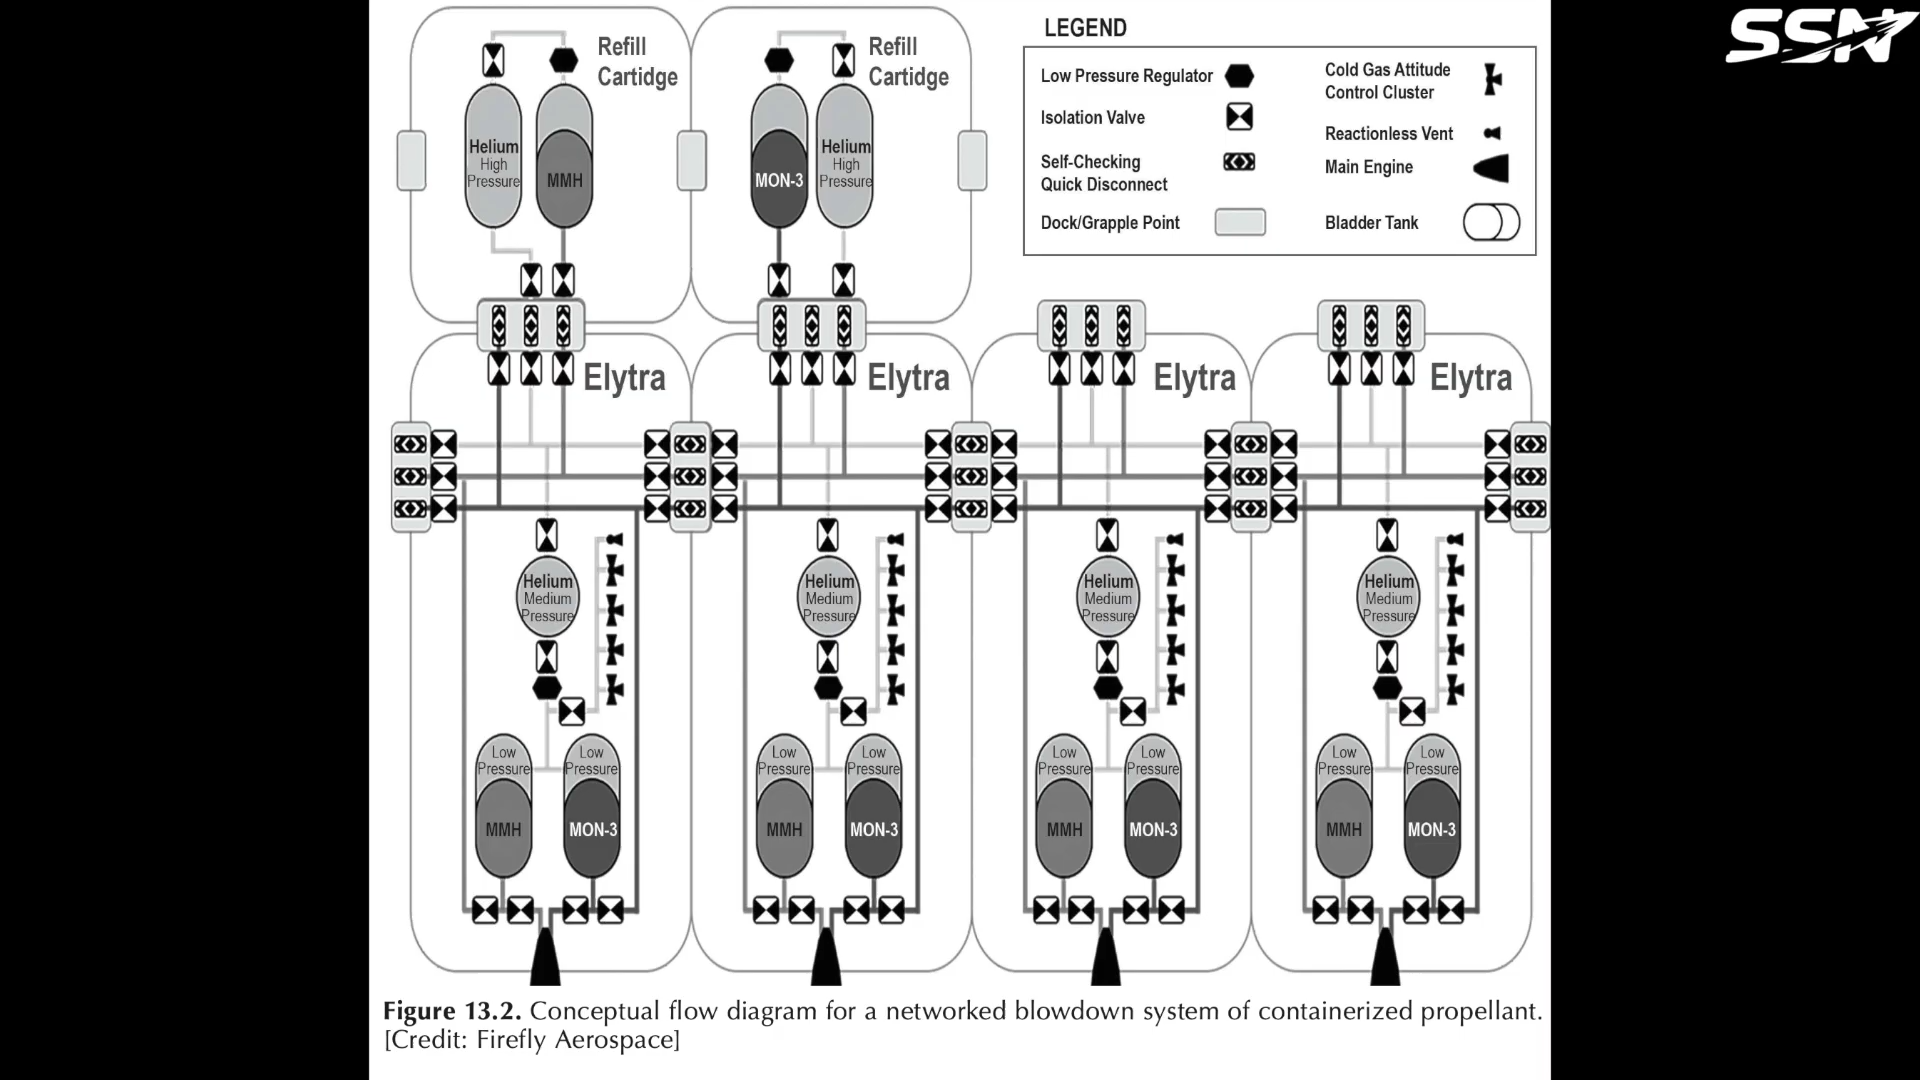 SSN
LEGEND
Low Pressure Regulator
Isolation Valve
Self-Checking
Quick Disconnect
Dock/Grapple Point
Cold Gas Attitude
Control Cluster
Reactionless Vent
Main Engine
Bladder Tank
Refill
Cartidge
Helium
High
Pressure
MMH
Refill
Cartidge
MON-3
Helium
High
Pressure
Elytra
Elytra
Elytra
Elytra
Helium
Medium
Pressure
Helium
Medium
Pressure
Helium
Medium
Pressure
Helium
Medium
Pressure
Low
Pressure
MMH
Low
Pressure
MON-3
Low
Pressure
MMH
Low
Pressure
MON-3
Low
Pressure
MMH
Low
Pressure
MON-3
Low
Pressure
MMH
Low
Pressure
MON-3
Figure 13.2. Conceptual flow diagram for a networked blowdown system of containerized propellant.
[Credit: Firefly Aerospace]